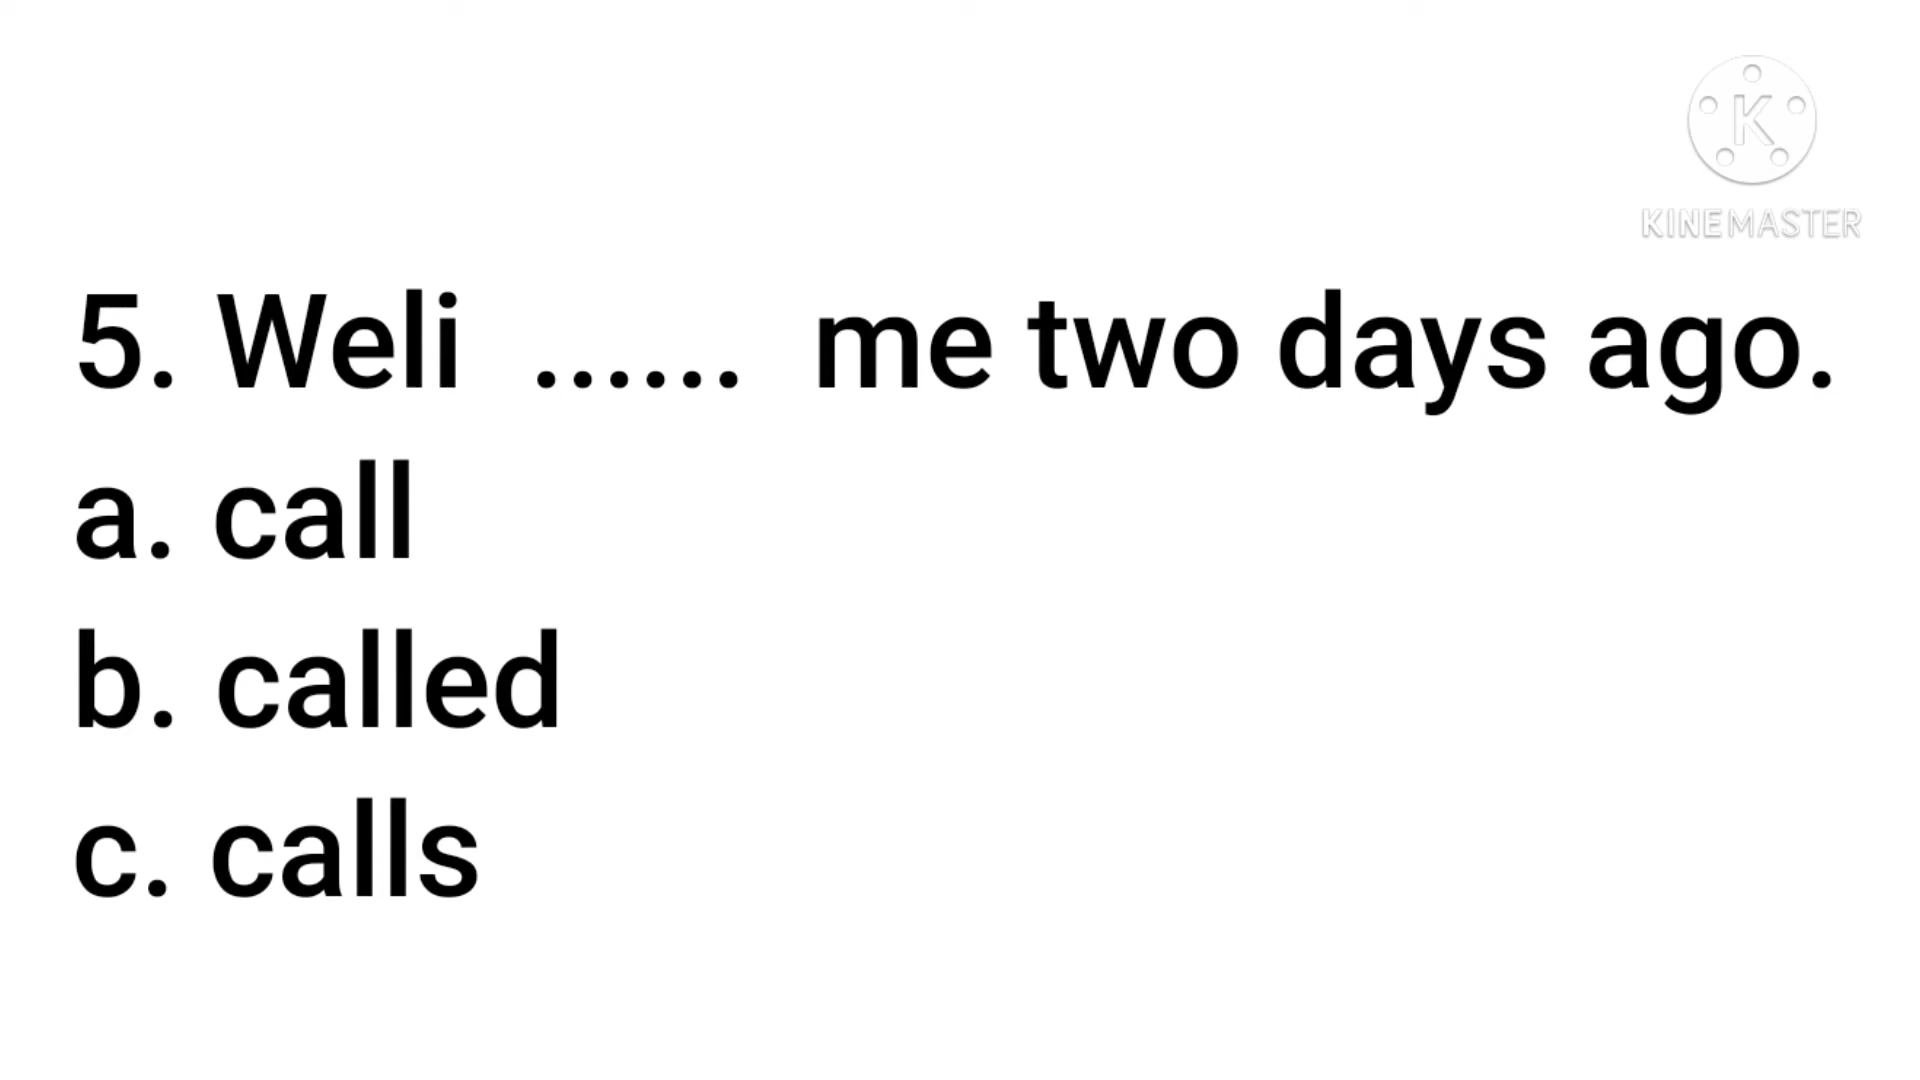 K
KINEMASTER
5. Weli ...... me two days ago.
a. call
b. called
c. calls